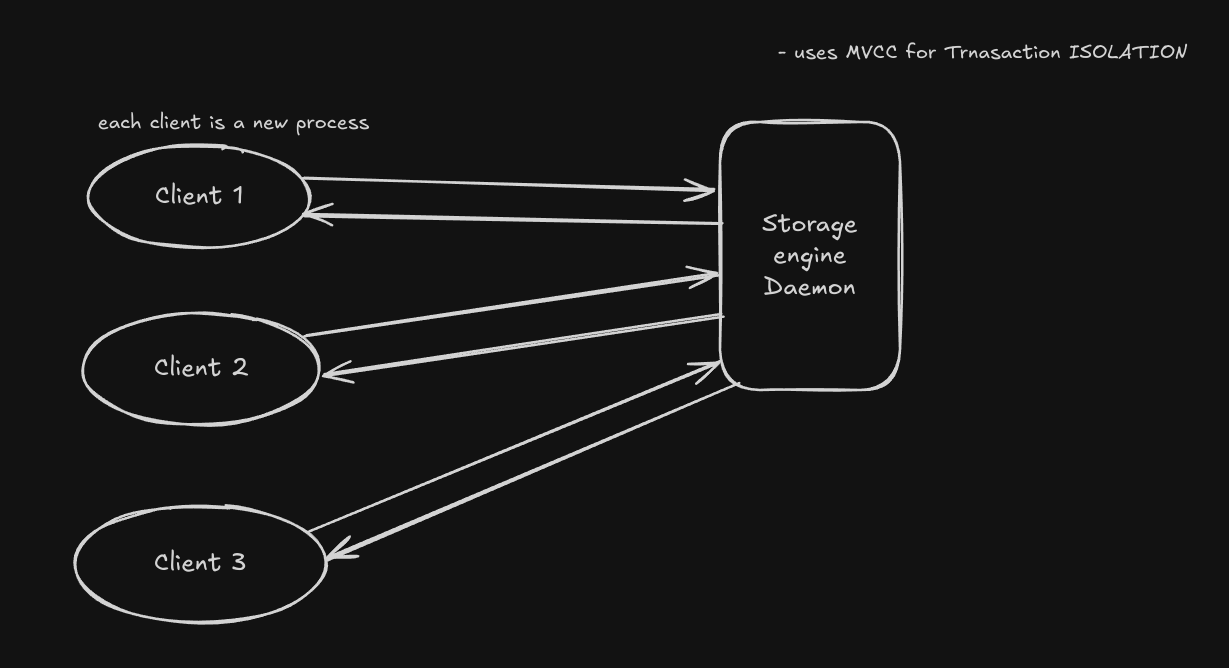 - uses MVCC for Trnasaction ISOLATION
each client is a new process
Client 1
Storage
engine
Daemon
Client 2
Client 3